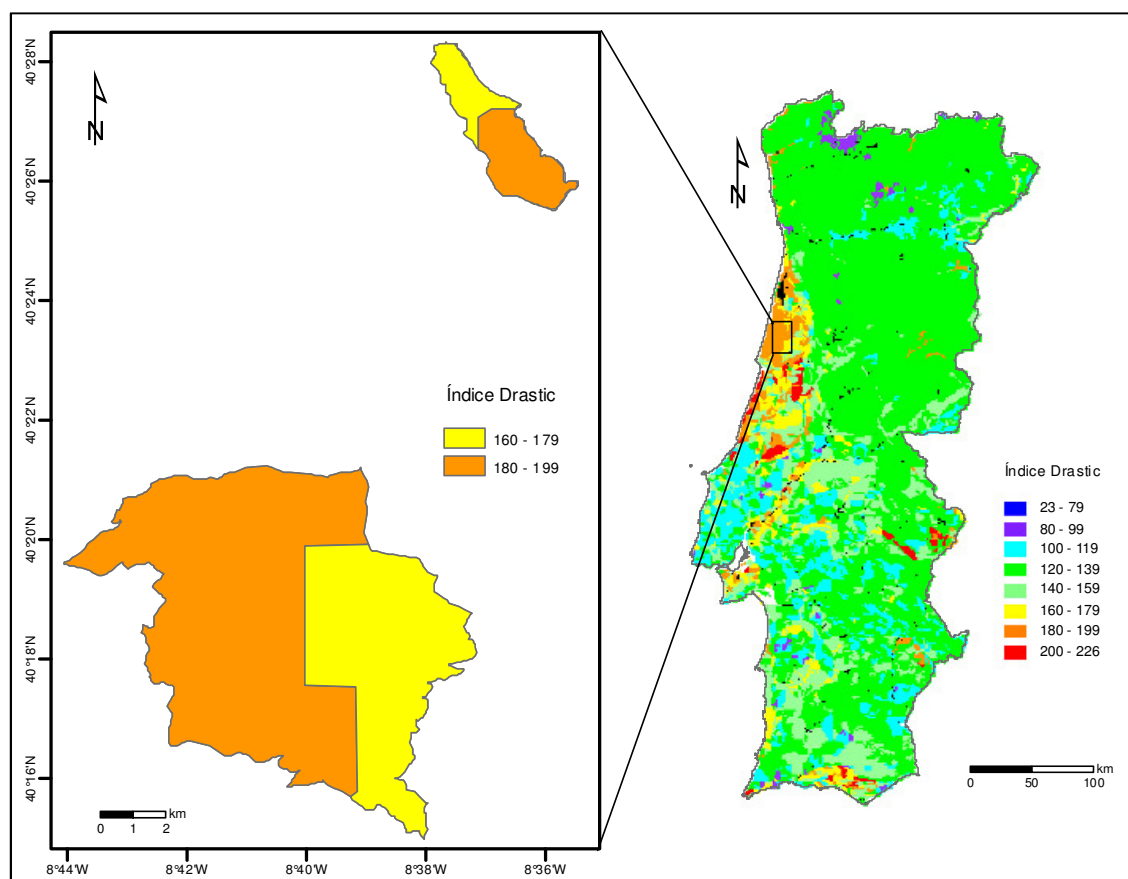 40°28'N
40°26'N
40°24'N
40°22'N
40°20'N
40°18'N
40°16'N
N
Índice Drastic
160 - 179
180 - 199
km
0 1 2
8°44'W 8°42'W 8°40'W 8°38'W 8°36'W
N
Índice Drastic
23 - 79
80 - 99
100 - 119
120 - 139
140 - 159
160 - 179
180 - 199
200 - 226
km
0 50 100